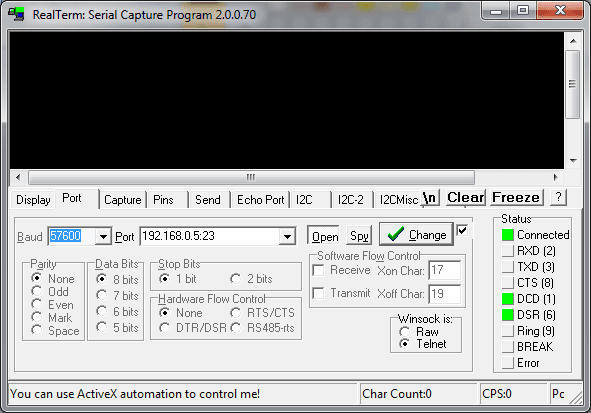 RealTerm: Serial Capture Program 2.0.0.70
Display Port Capture Pins Send Echo Port I2C I2C-2 I2CMisc \n Clear Freeze ?
Baud 57600 Port 192.168.0.5:23 Open Spy Change
Parity
None
Odd
Even
Mark
Space
Data Bits
8 bits
7 bits
6 bits
5 bits
Stop Bits
1 bit 2 bits
Hardware Flow Control
None RTS/CTS
DTR/DSR RS485-rts
Software Flow Control
Receive Xon Char: 17
Transmit Xoff Char: 19
Winsock is:
Raw
Telnet
Status
Connected
RXD (2)
TXD (3)
CTS (8)
DCD (1)
DSR (6)
Ring (9)
BREAK
Error
You can use ActiveX automation to control me! Char Count:0 CPS:0 Pc